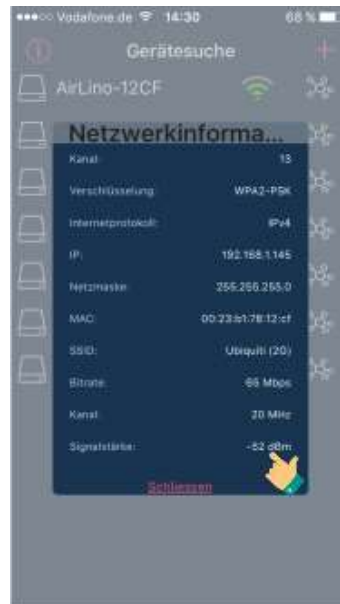 Vodafone.de 14:30 68 %
Gerätesuche
AirLino-12CF
Netzwerkinforma...
Kanal: 13
Verschlüsselung: WPA2-PSK
Internetprotokoll: IPv4
IP: 192.168.1.145
Netzmaske: 255.255.255.0
MAC: 00:23:b1:78:12:cf
SSID: Ubiquiti (20)
Bitrate: 65 Mbps
Kanal: 20 MHz
Signalstärke: -52 dBm
Schliessen